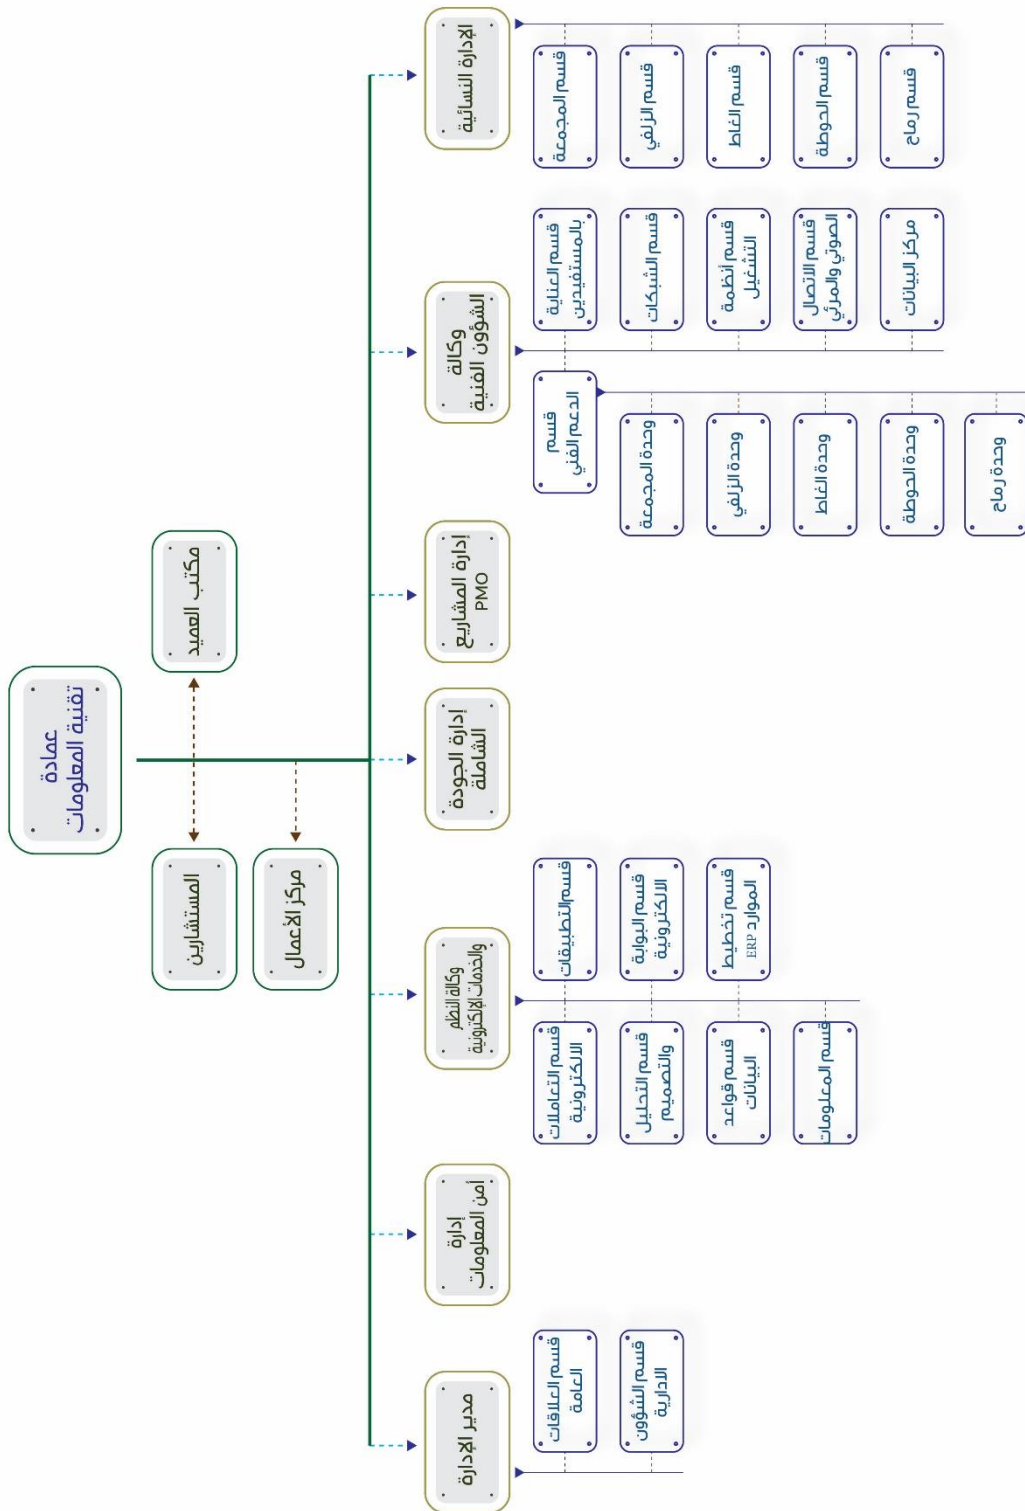 عمادة
تقنية المعلومات
مكتب العميد
المستشارين
مركز الأعمال
الإدارة النسائية
قسم المجمعة
قسم الزلفي
قسم الغاط
قسم الحوطة
قسم رماح
وكالة
الشؤون الفنية
قسم العناية
بالمستفيدين
قسم الشبكات
قسم أنظمة
التشغيل
قسم الاتصال
الصوتي والمرئي
مركز البيانات
قسم
الدعم الفني
وحدة المجمعة
وحدة الزلفي
وحدة الغاط
وحدة الحوطة
وحدة رماح
إدارة المشاريع
PMO
إدارة الجودة
الشاملة
وكالة النظم
والخدمات الإلكترونية
قسم التطبيقات
قسم البوابة
الالكترونية
قسم تخطيط
الموارد ERP
قسم التعاملات
الالكترونية
قسم التحليل
والتصميم
قسم قواعد
البيانات
قسم المعلومات
إدارة
أمن المعلومات
مدير الإدارة
قسم العلاقات
العامة
قسم الشؤون
الادارية